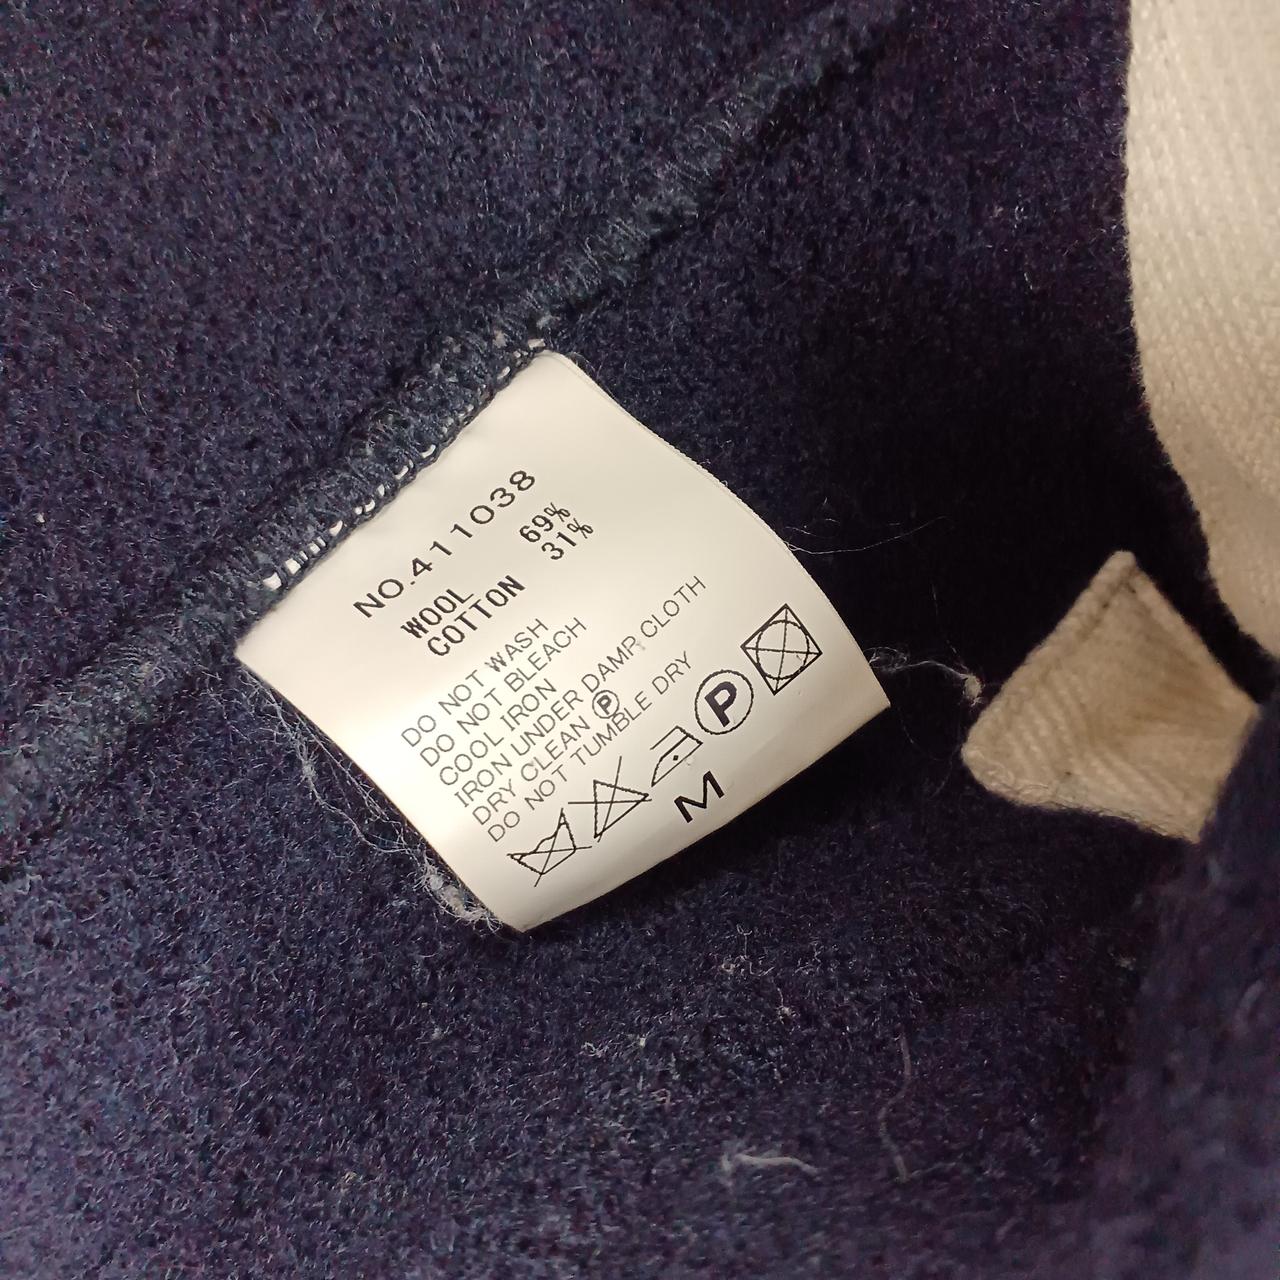 NO.411038
WOOL 69%
COTTON 31%
DO NOT WASH
DO NOT BLEACH
COOL IRON
IRON UNDER DAMP CLOTH
DRY CLEAN P
DO NOT TUMBLE DRY
P
M